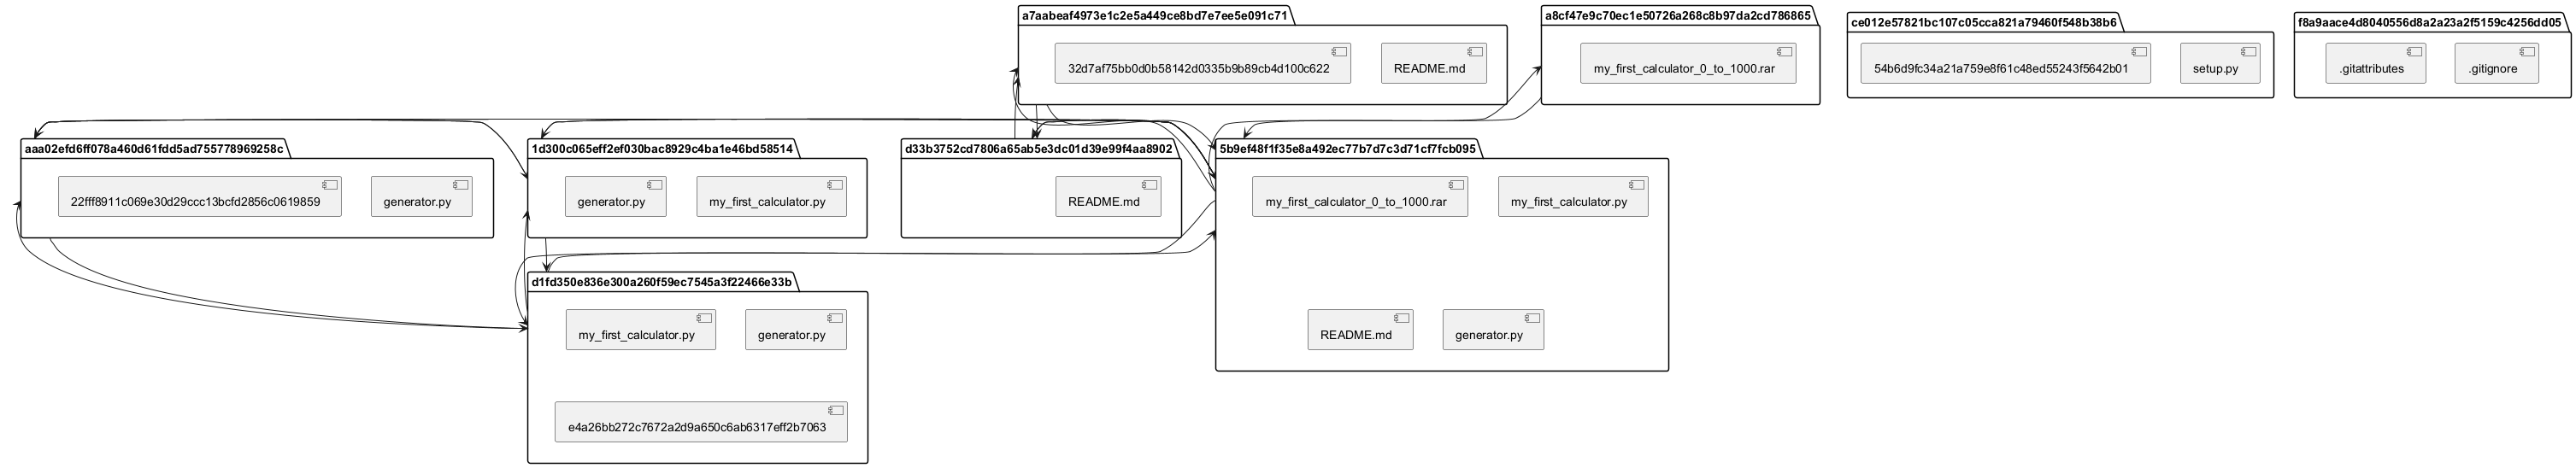 a7aabeaf4973e1c2e5a449ce8bd7e7ee5e091c71
32d7af75bb0d0b58142d0335b9b89cb4d100c622
README.md
a8cf47e9c70ec1e50726a268c8b97da2cd786865
my_first_calculator_0_to_1000.rar
ce012e57821bc107c05cca821a79460f548b38b6
54b6d9fc34a21a759e8f61c48ed55243f5642b01
setup.py
f8a9aace4d8040556d8a2a23a2f5159c4256dd05
.gitattributes
.gitignore
aaa02efd6ff078a460d61fdd5ad755778969258c
22fff8911c069e30d29ccc13bcfd2856c0619859
generator.py
1d300c065eff2ef030bac8929c4ba1e46bd58514
generator.py
my_first_calculator.py
d33b3752cd7806a65ab5e3dc01d39e99f4aa8902
README.md
5b9ef48f1f35e8a492ec77b7d7c3d71cf7fcb095
my_first_calculator_0_to_1000.rar
my_first_calculator.py
README.md
generator.py
d1fd350e836e300a260f59ec7545a3f22466e33b
my_first_calculator.py
generator.py
e4a26bb272c7672a2d9a650c6ab6317eff2b7063